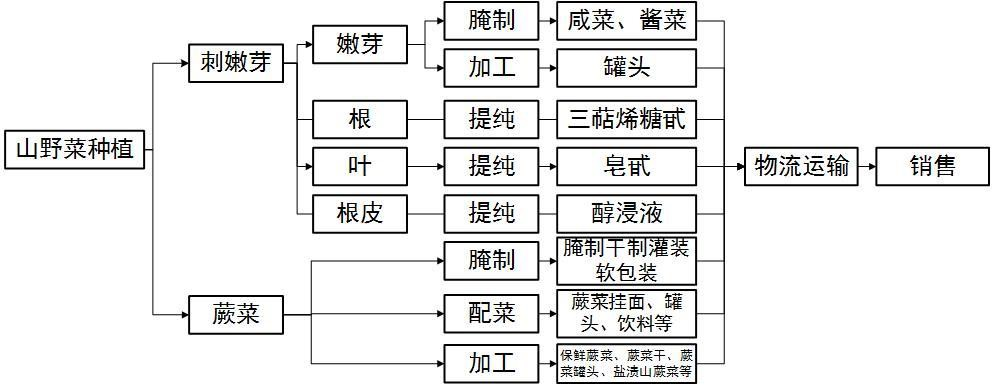 山野菜种植
刺嫩芽
嫩芽
腌制
咸菜、酱菜
加工
罐头
根
提纯
三萜烯糖甙
叶
提纯
皂甙
根皮
提纯
醇浸液
蕨菜
腌制
腌制干制灌装
软包装
配菜
蕨菜挂面、罐
头、饮料等
加工
保鲜蕨菜、蕨菜干、蕨
菜罐头、盐渍山蕨菜等
物流运输
销售